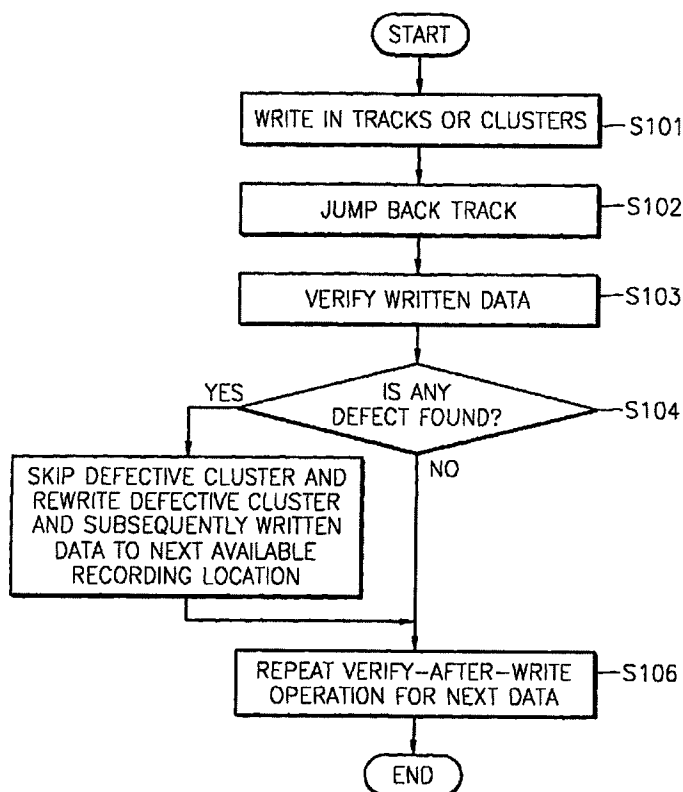 START
WRITE IN TRACKS OR CLUSTERS
S101
JUMP BACK TRACK
S102
VERIFY WRITTEN DATA
S103
YES
IS ANY
DEFECT FOUND?
S104
NO
SKIP DEFECTIVE CLUSTER AND
REWRITE DEFECTIVE CLUSTER
AND SUBSEQUENTLY WRITTEN
DATA TO NEXT AVAILABLE
RECORDING LOCATION
REPEAT VERIFY-AFTER-WRITE
OPERATION FOR NEXT DATA
S106
END